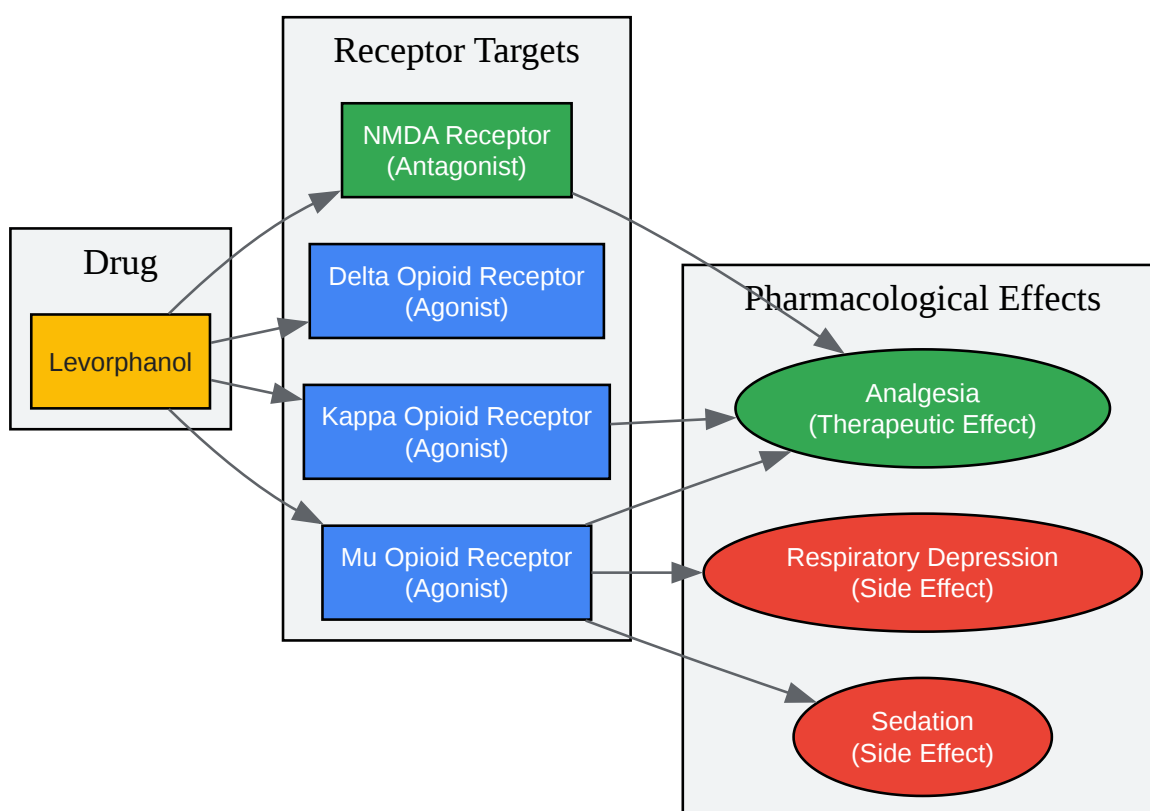 Receptor Targets
NMDA Receptor
(Antagonist)
Drug
Delta Opioid Receptor
(Agonist)
Pharmacological Effects
Levorphanol
Kappa Opioid Receptor
(Agonist)
Analgesia
(Therapeutic Effect)
Mu Opioid Receptor
(Agonist)
Respiratory Depression
(Side Effect)
Sedation
(Side Effect)